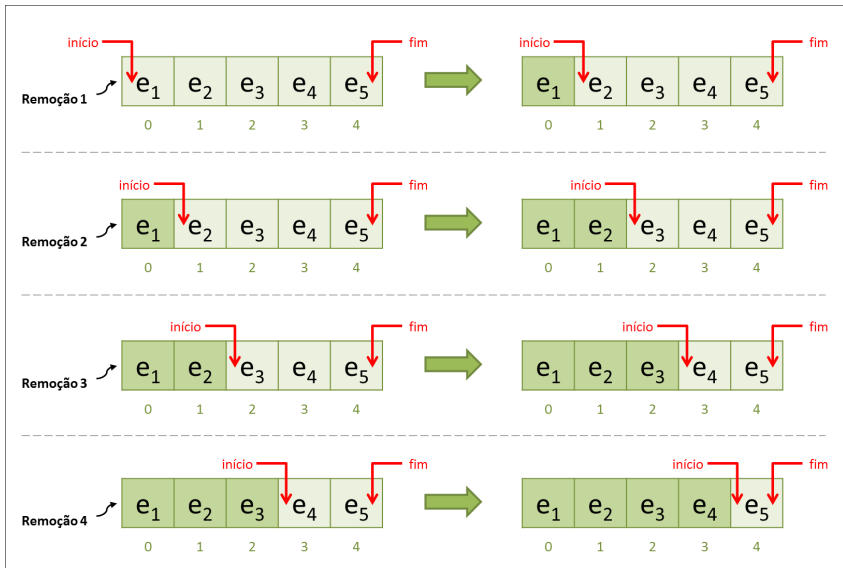 início fim início fim
Remoção 1 e1 e2 e3 e4 e5 e1 e2 e3 e4 e5
0 1 2 3 4 0 1 2 3 4
início fim início fim
Remoção 2 e1 e2 e3 e4 e5 e1 e2 e3 e4 e5
0 1 2 3 4 0 1 2 3 4
início fim início fim
Remoção 3 e1 e2 e3 e4 e5 e1 e2 e3 e4 e5
0 1 2 3 4 0 1 2 3 4
início fim início fim
Remoção 4 e1 e2 e3 e4 e5 e1 e2 e3 e4 e5
0 1 2 3 4 0 1 2 3 4